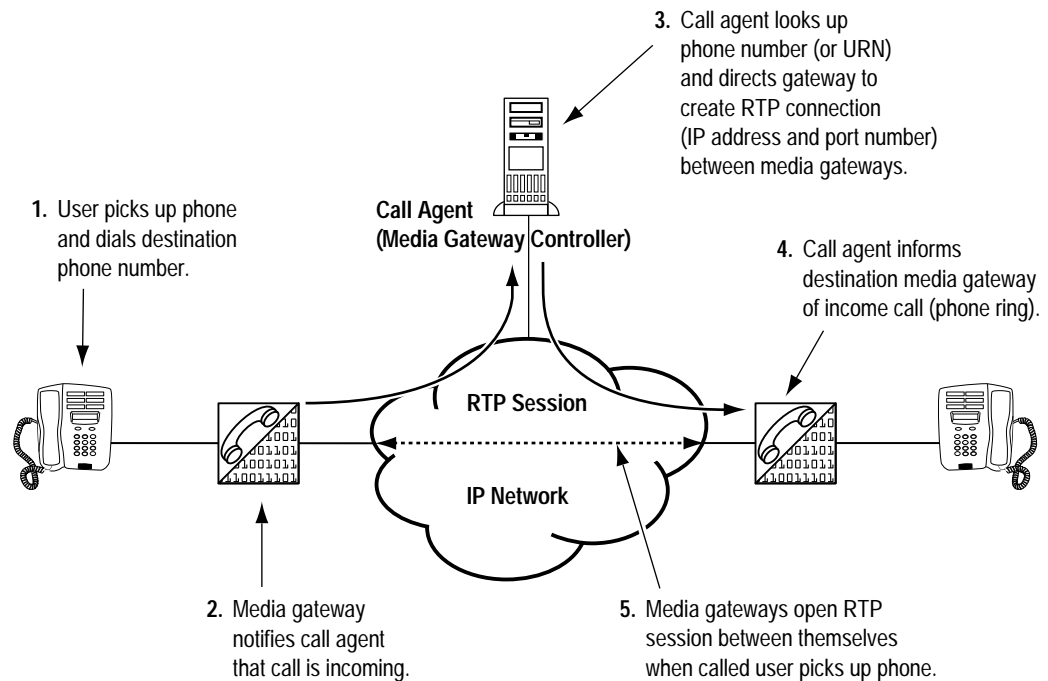 3. Call agent looks up
phone number (or URN)
and directs gateway to
create RTP connection
(IP address and port number)
between media gateways.
1. User picks up phone
and dials destination
phone number.
Call Agent
(Media Gateway Controller)
4. Call agent informs
destination media gateway
of income call (phone ring).
RTP Session
IP Network
2. Media gateway
notifies call agent
that call is incoming.
5. Media gateways open RTP
session between themselves
when called user picks up phone.